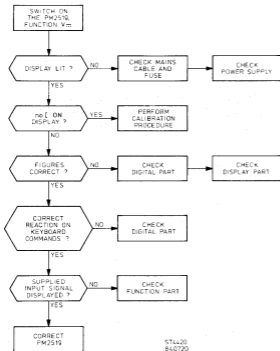 SWITCH ON
THE PM2519,
FUNCTION V⎓
DISPLAY LIT ?
NO
CHECK MAINS
CABLE AND
FUSE
CHECK
POWER SUPPLY
YES
ON
DISPLAY ?
YES
PERFORM
CALIBRATION
PROCEDURE
NO
FIGURES
CORRECT ?
NO
CHECK
DIGITAL PART
CHECK
DISPLAY PART
YES
CORRECT
REACTION ON
KEYBOARD
COMMANDS ?
NO
CHECK
DIGITAL PART
YES
SUPPLIED
INPUT SIGNAL
DISPLAYED ?
NO
CHECK
FUNCTION PART
YES
CORRECT
PM2519
ST4420
840720